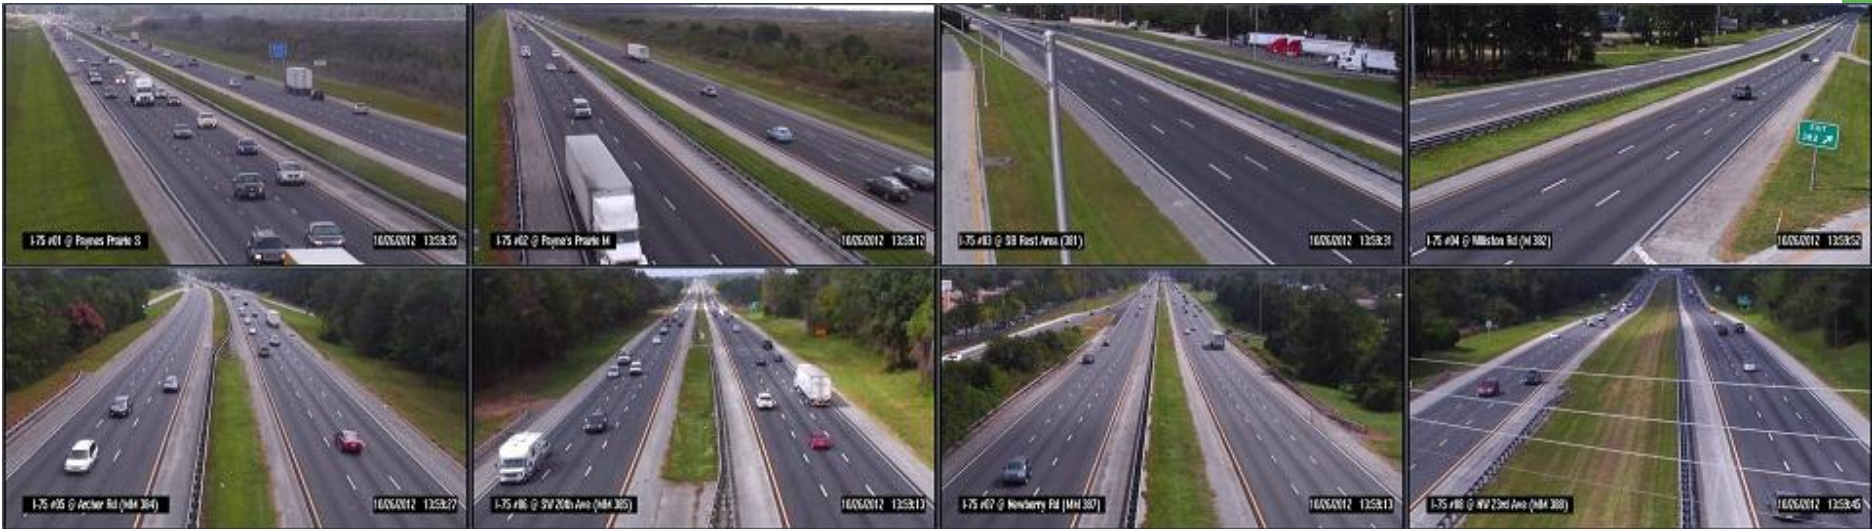 I-75 #01 @ Paynes Prairie S
10/26/2012 13:59:35
I-75 #02 @ Payne's Prairie M
10/26/2012 13:59:12
I-75 #03 @ SB Rest Area (381)
10/26/2012 13:59:31
EXIT
382
I-75 #04 @ Williston Rd (M 382)
10/26/2012 13:59:52
I-75 #05 @ Archer Rd (MM 384)
10/26/2012 13:59:27
I-75 #06 @ SW 20th Ave (MM 385)
10/26/2012 13:59:13
I-75 #07 @ Newberry Rd (MM 387)
10/26/2012 13:59:13
I-75 #08 @ NW 23rd Ave (MM 388)
10/26/2012 13:59:45